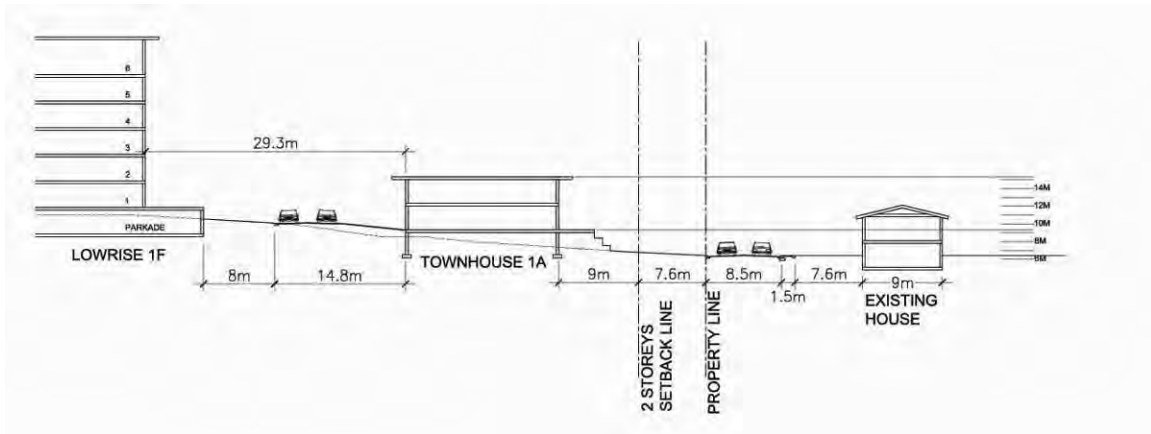 6
5
4
3
2
1
PARKADE
LOWRISE 1F
29.3m
8m
14.8m
TOWNHOUSE 1A
9m
7.6m
8.5m
1.5m
7.6m
9m
EXISTING
HOUSE
2 STOREYS
SETBACK LINE
PROPERTY LINE
14M
12M
10M
8M
6M